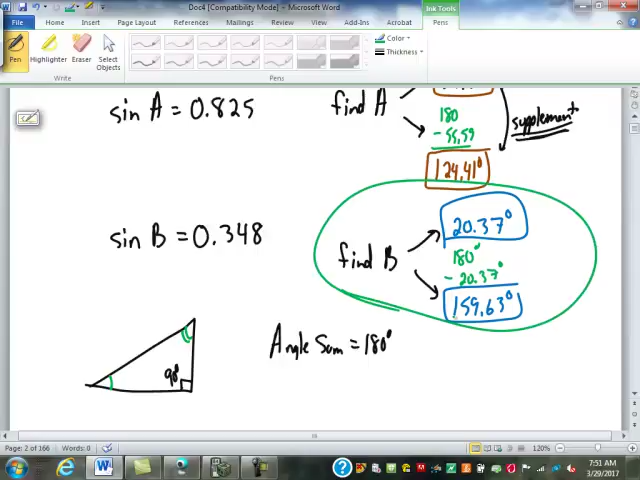 Doc4 [Compatibility Mode] - Microsoft Word
Ink Tools
File
Home
Insert
Page Layout
References
Mailings
Review
View
Add-Ins
Acrobat
Pens
Pen
Highlighter
Eraser
Select Objects
Color
Thickness
Write
Pens
sin A = 0.825
find A
180
- 55.59
124.41°
supplement
sin B = 0.348
find B
20.37°
180°
- 20.37°
159.63°
90°
Angle Sum = 180°
Page: 2 of 166
Words: 0
120%
7:51 AM
3/29/2017